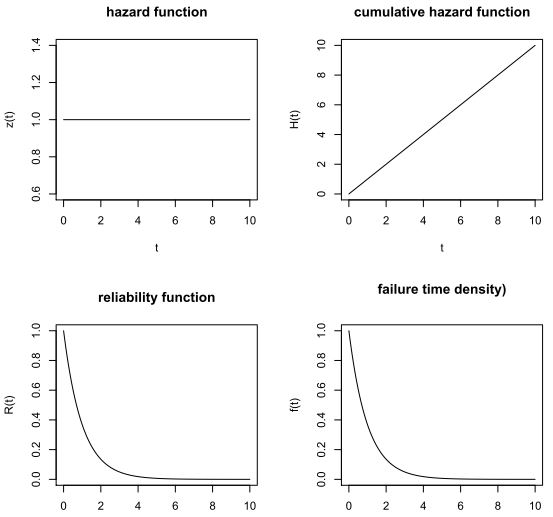 hazard function
z(t)
1.4
1.2
1.0
0.8
0.6
0 2 4 6 8 10
t
cumulative hazard function
H(t)
10
8
6
4
2
0
0 2 4 6 8 10
t
reliability function
R(t)
1.0
0.8
0.6
0.4
0.2
0.0
0 2 4 6 8 10
failure time density)
f(t)
1.0
0.8
0.6
0.4
0.2
0.0
0 2 4 6 8 10